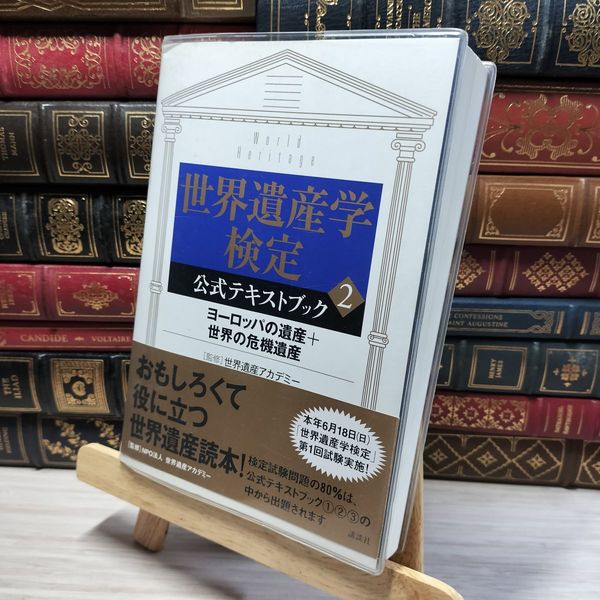 World
Heritage
世界遺産学
検定
公式テキストブック 2
ヨーロッパの遺産+
世界の危機遺産
[監修]世界遺産アカデミー
おもしろくて
役に立つ
世界遺産読本!
[監修]NPO法人 世界遺産アカデミー
本年6月18日(日)
「世界遺産学検定」
第1回試験実施!
検定試験問題の80%は、
公式テキストブック①②③の
中から出題されます
講談社
CANDIDE • VOLTAIRE
THE ILIAD
CONFESSIONS
SAINT AUGUSTINE
HENRY JAMES